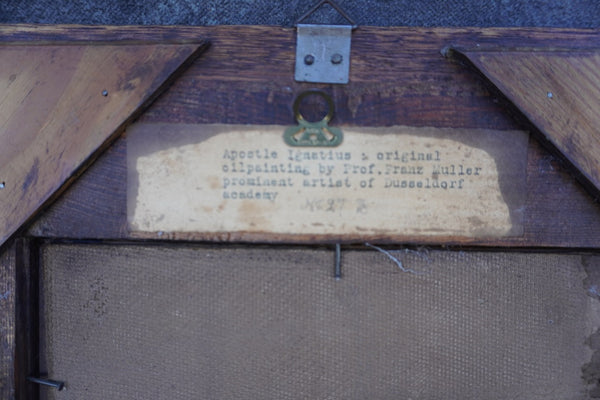 Apostle Ignatius : original
oilpainting by Prof. Franz Muller
prominent artist of Dusseldorf
academy